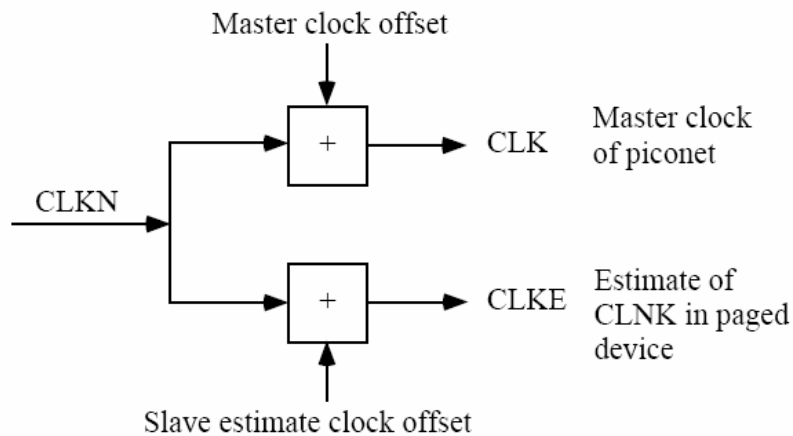 Master clock offset
+
CLK
Master clock
of piconet
CLKN
+
CLKE
Estimate of
CLNK in paged
device
Slave estimate clock offset